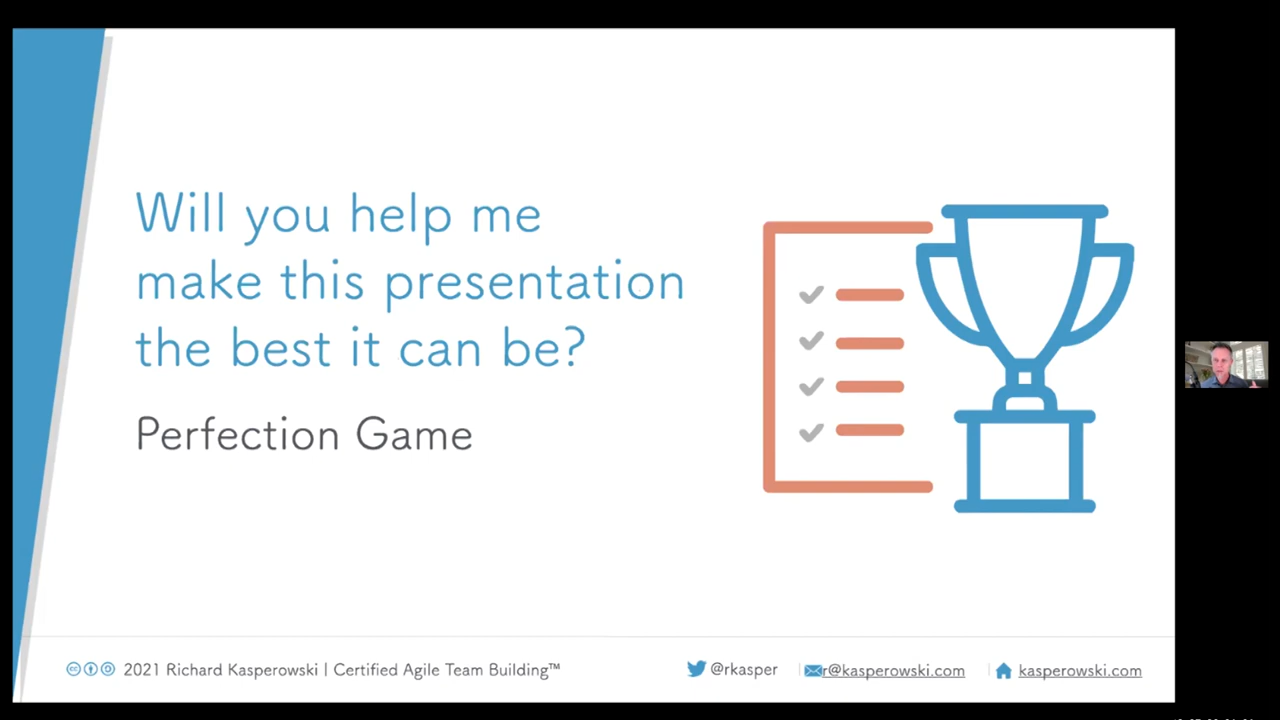 Will you help me
make this presentation
the best it can be?
Perfection Game
2021 Richard Kasperowski | Certified Agile Team Building™
@rkasper
r@kasperowski.com
kasperowski.com